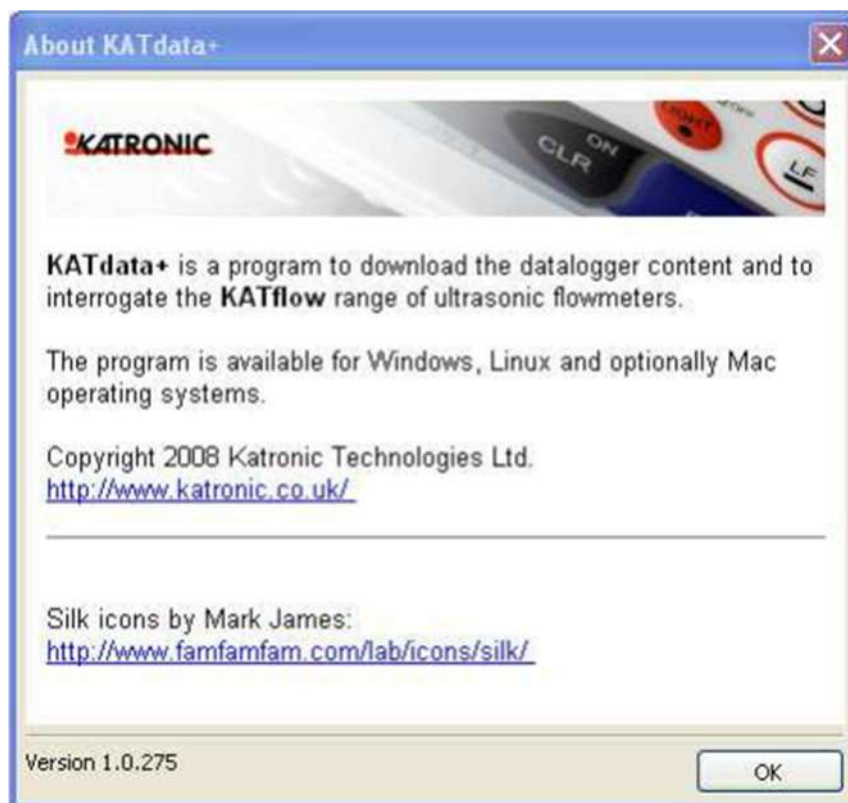 About KATdata+
KATRONIC
CLR
ON
LIGHT
OFF
LF
KATdata+ is a program to download the datalogger content and to
interrogate the KATflow range of ultrasonic flowmeters.
The program is available for Windows, Linux and optionally Mac
operating systems.
Copyright 2008 Katronic Technologies Ltd.
http://www.katronic.co.uk/
Silk icons by Mark James:
http://www.famfamfam.com/lab/icons/silk/
Version 1.0.275
OK